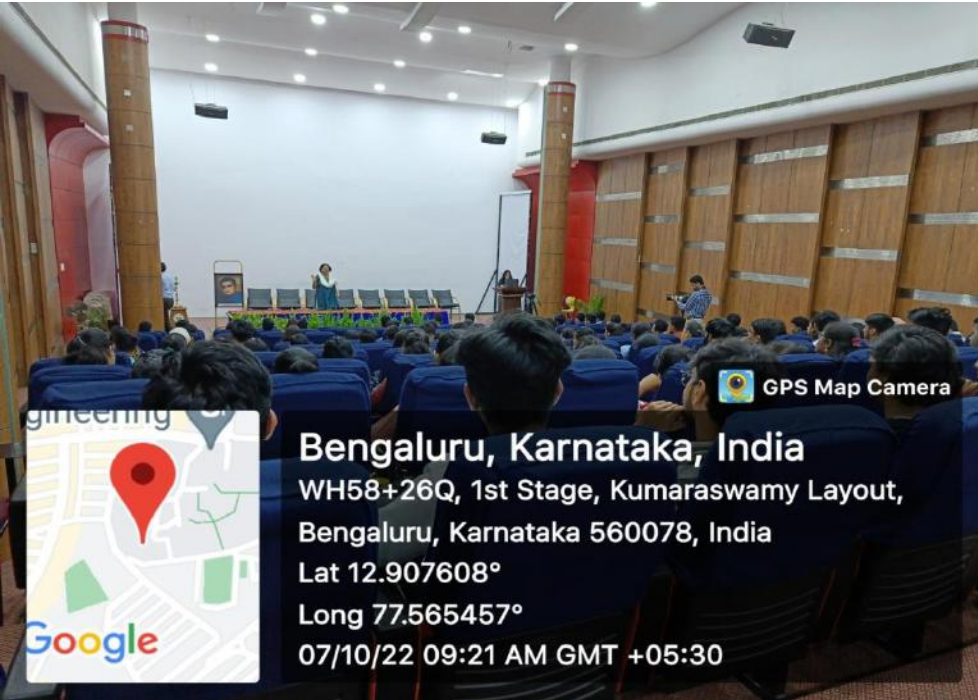 GPS Map Camera
gineering
Google
Bengaluru, Karnataka, India
WH58+26Q, 1st Stage, Kumaraswamy Layout,
Bengaluru, Karnataka 560078, India
Lat 12.907608°
Long 77.565457°
07/10/22 09:21 AM GMT +05:30